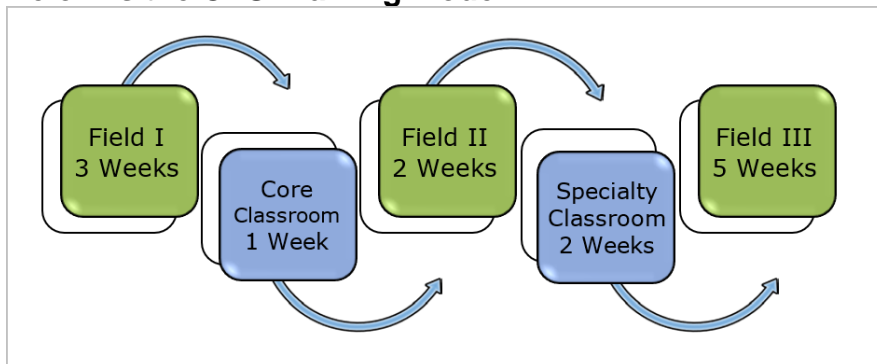 Field I
3 Weeks
Core
Classroom
1 Week
Field II
2 Weeks
Specialty
Classroom
2 Weeks
Field III
5 Weeks